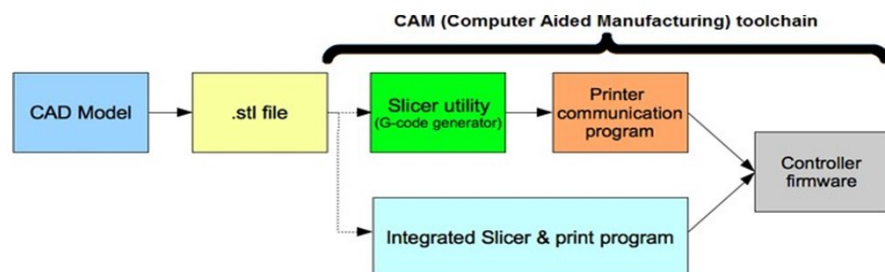 CAM (Computer Aided Manufacturing) toolchain
CAD Model
.stl file
Slicer utility
(G-code generator)
Printer
communication
program
Controller
firmware
Integrated Slicer & print program